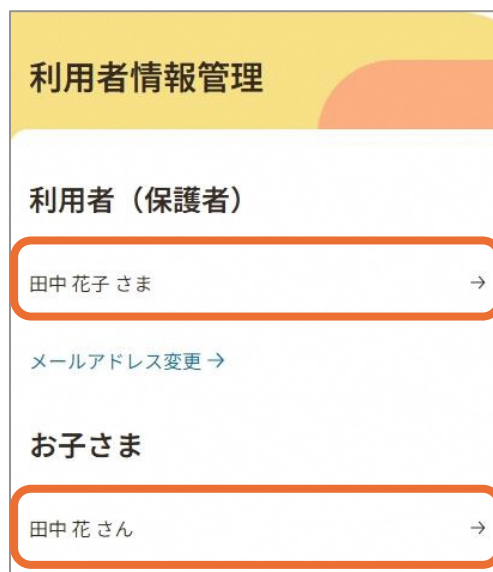 利用者情報管理
利用者（保護者）
田中 花子 さま →
メールアドレス変更 →
お子さま
田中 花 さん →